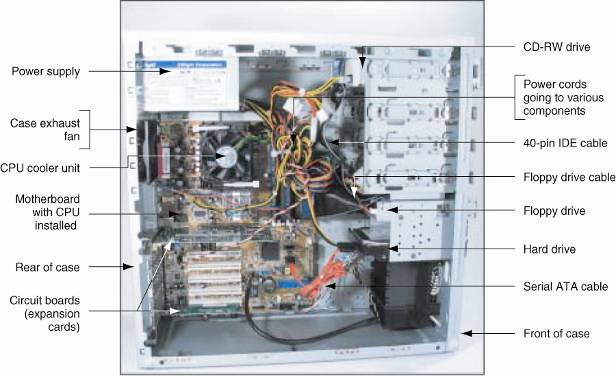 Power supply
Case exhaust
fan
CPU cooler unit
Motherboard
with CPU
installed
Rear of case
Circuit boards
(expansion
cards)
CD-RW drive
Power cords
going to various
components
40-pin IDE cable
Floppy drive cable
Floppy drive
Hard drive
Serial ATA cable
Front of case